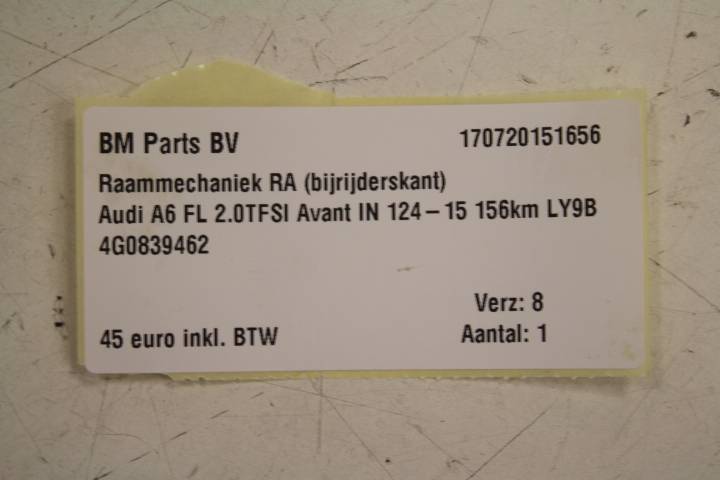 BM Parts BV 170720151656
Raammechaniek RA (bijrijderskant)
Audi A6 FL 2.0TFSI Avant IN 124-15 156km LY9B
4G0839462
Verz: 8
45 euro inkl. BTW Aantal: 1